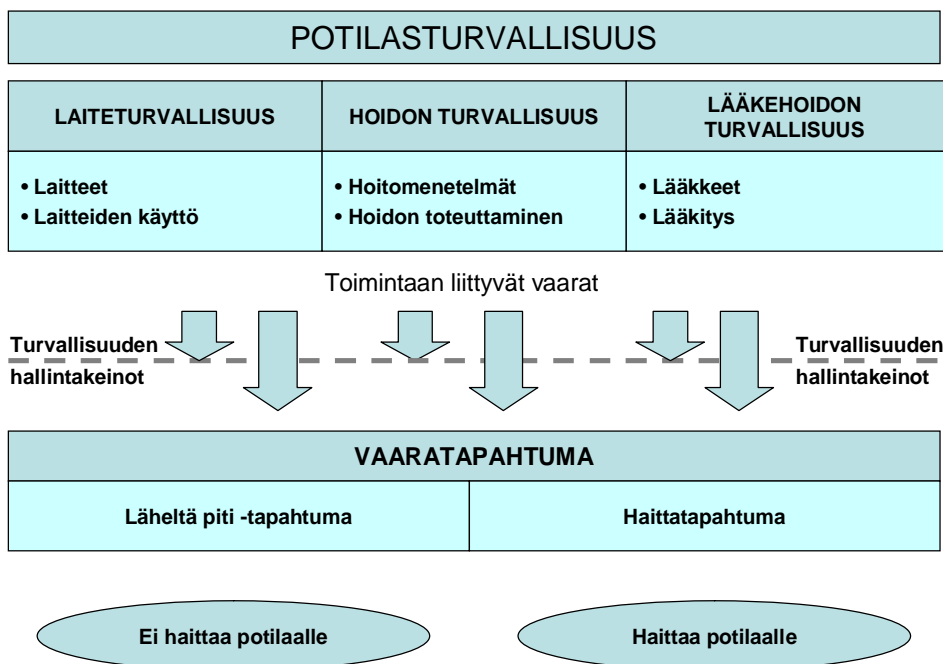 POTILASTURVALLISUUS
LAITETURVALLISUUS
HOIDON TURVALLISUUS
LÄÄKEHOIDON
TURVALLISUUS
• Laitteet
• Laitteiden käyttö
• Hoitomenetelmät
• Hoidon toteuttaminen
• Lääkkeet
• Lääkitys
Toimintaan liittyvät vaarat
Turvallisuuden
hallintakeinot
Turvallisuuden
hallintakeinot
VAARATAPAHTUMA
Läheltä piti -tapahtuma
Haittatapahtuma
Ei haittaa potilaalle
Haittaa potilaalle